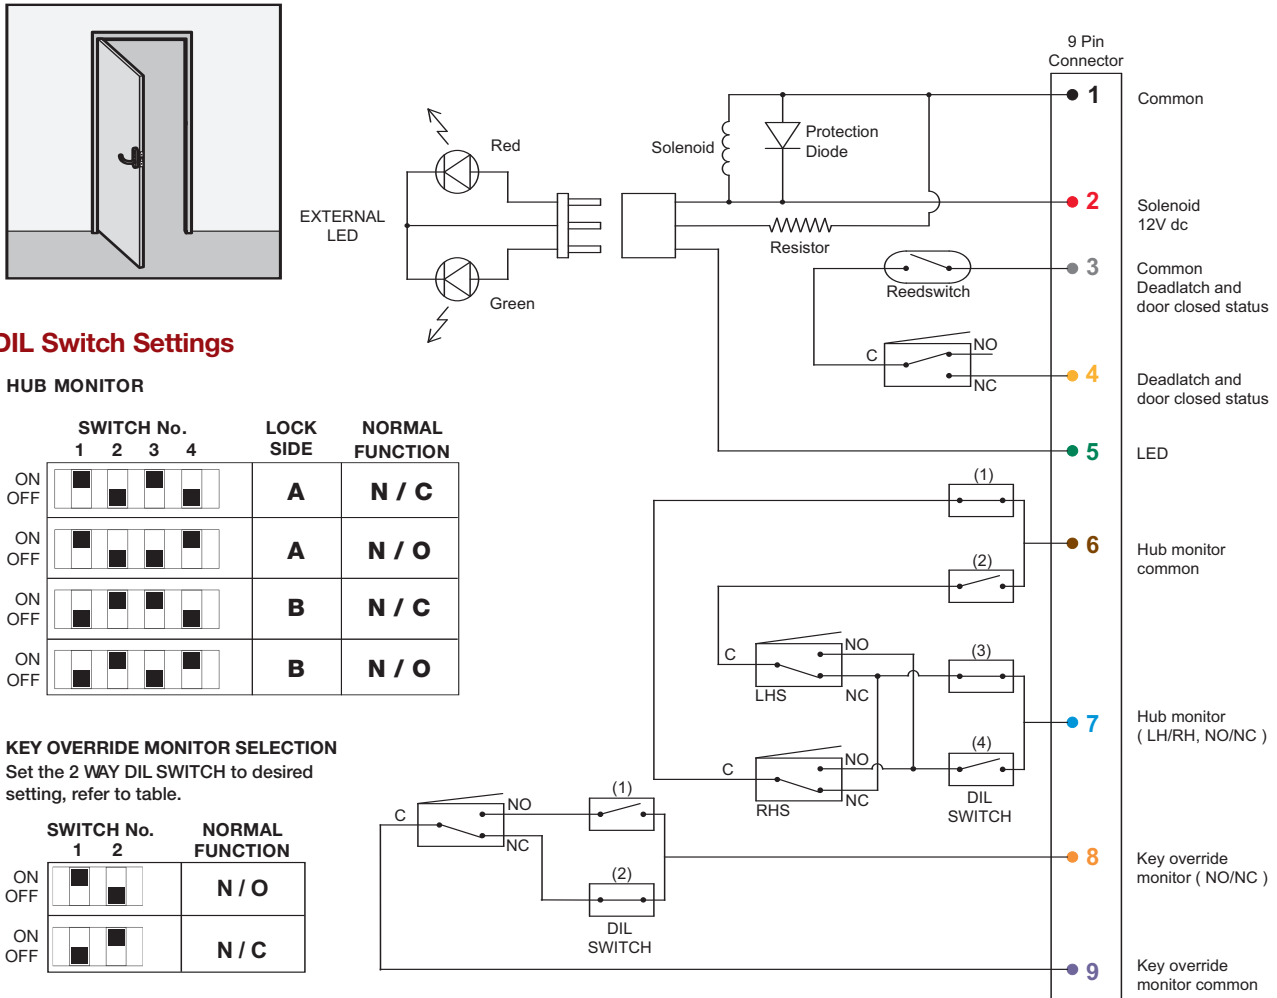 9 Pin
Connector
1
Common
Solenoid
Protection
Diode
Red
EXTERNAL
LED
2
Solenoid
12V dc
Resistor
Green
Reedswitch
3
Common
Deadlatch and
door closed status
C
NO
NC
4
Deadlatch and
door closed status
5
LED
DIL Switch Settings
HUB MONITOR
SWITCH No.
1 2 3 4
LOCK
SIDE
NORMAL
FUNCTION
ON
OFF
A
N / C
ON
OFF
A
N / O
ON
OFF
B
N / C
ON
OFF
B
N / O
(1)
6
Hub monitor
common
(2)
C
NO
LHS
NC
(3)
7
Hub monitor
( LH/RH, NO/NC )
(4)
C
NO
RHS
NC
DIL
SWITCH
KEY OVERRIDE MONITOR SELECTION
Set the 2 WAY DIL SWITCH to desired
setting, refer to table.
SWITCH No.
1 2
NORMAL
FUNCTION
ON
OFF
N / O
ON
OFF
N / C
C
NO
NC
(1)
(2)
DIL
SWITCH
8
Key override
monitor ( NO/NC )
9
Key override
monitor common